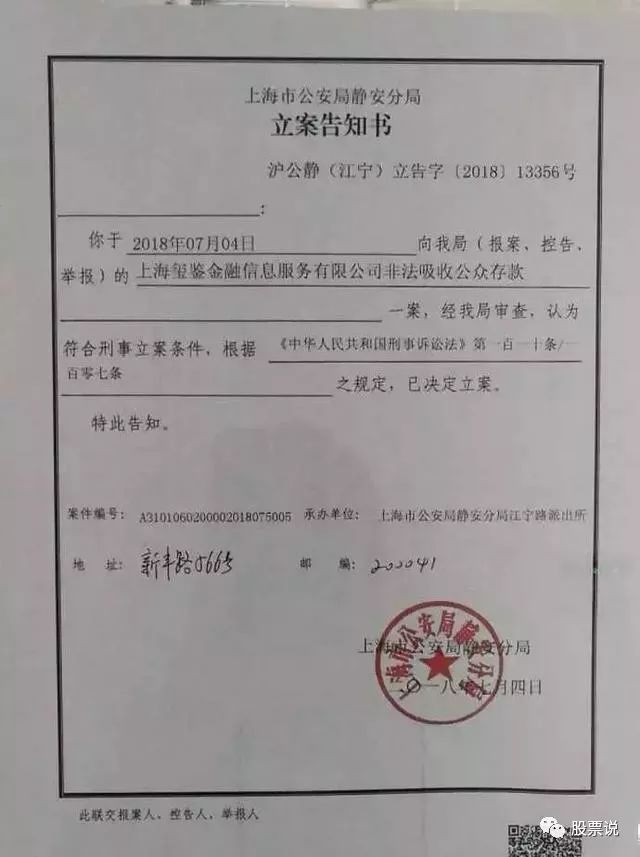 上海市公安局静安分局
立案告知书
沪公静（江宁）立告字〔2018〕13356号
：
你于 2018年07月04日 向我局（报案、控告、
举报）的 上海玺鉴金融信息服务有限公司非法吸收公众存款
一案，经我局审查，认为
符合刑事立案条件，根据 《中华人民共和国刑事诉讼法》第一百一十条/一
百零七条 之规定，已决定立案。
特此告知。
案件编号： A3101060200002018075005 承办单位： 上海市公安局静安分局江宁路派出所
地 址： 新丰路566号 邮 编： 200041
上海市公安局静安分局
二〇一八年七月四日
上海市公安局静安分局
此联交报案人、控告人、举报人
股票说